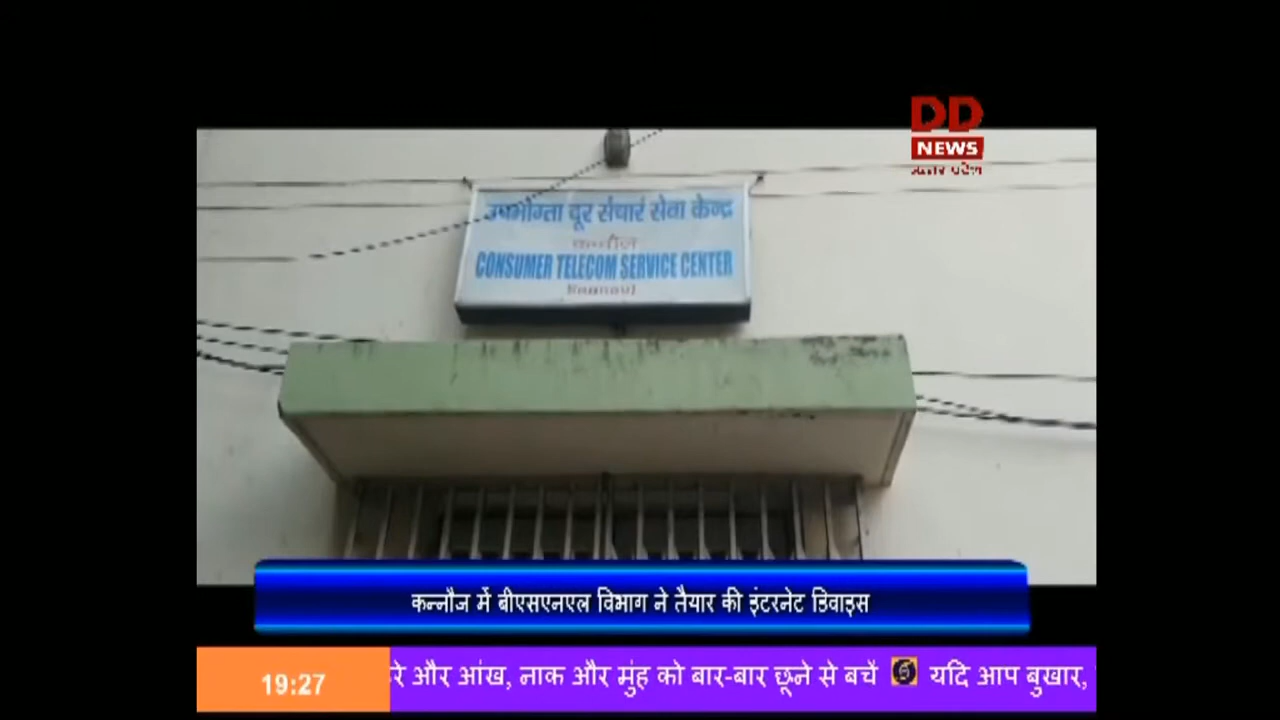 DD
NEWS
उत्तर प्रदेश
उपभोग्ता दूर संचार सेवा केन्द्र
कन्नौज
CONSUMER TELECOM SERVICE CENTER
Kannauj
कन्नौज में बीएसएनएल विभाग ने तैयार की इंटरनेट डिवाइस
19:27
रे और आंख, नाक और मुंह को बार-बार छूने से बचें यदि आप बुखार,